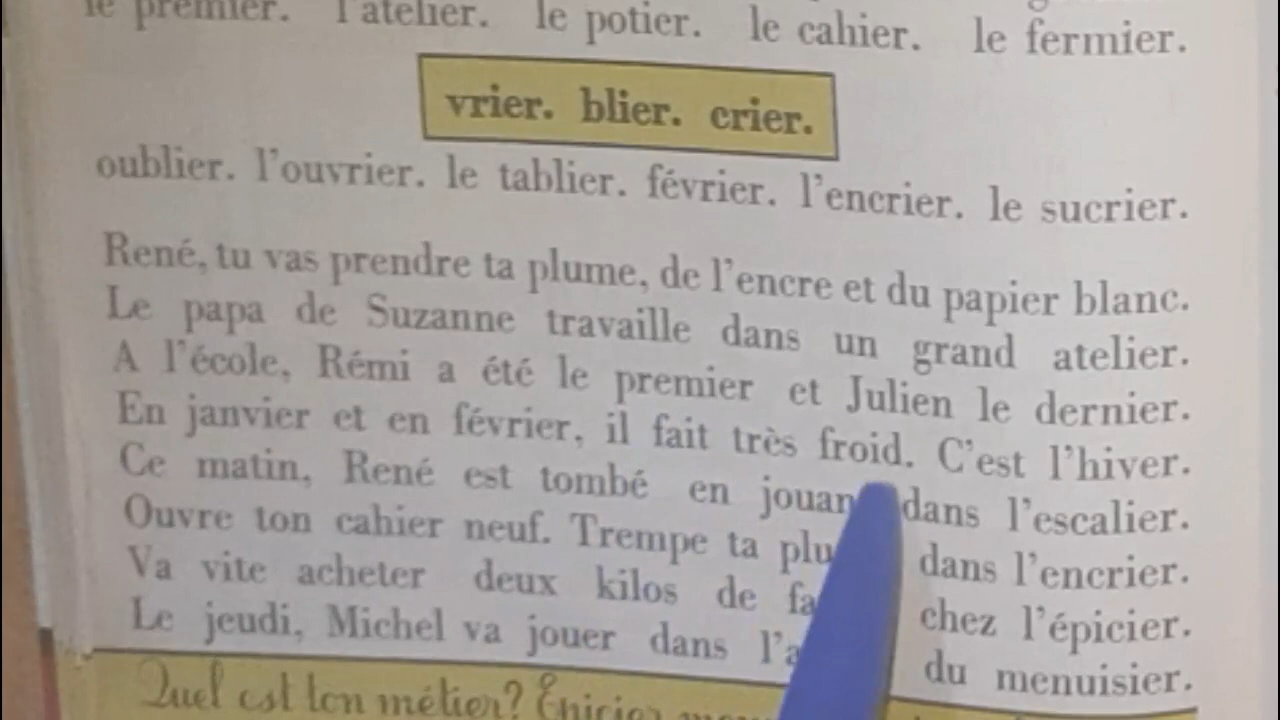 le premier. l'atelier. le potier. le cahier. le fermier.
vrier. blier. crier.
oublier. l'ouvrier. le tablier. février. l'encrier. le sucrier.
René, tu vas prendre ta plume, de l'encre et du papier blanc.
Le papa de Suzanne travaille dans un grand atelier.
A l'école, Rémi a été le premier et Julien le dernier.
En janvier et en février, il fait très froid. C'est l'hiver.
Ce matin, René est tombé en dans l'escalier.
Ouvre ton cahier neuf. Trempe ta dans l'encrier.
Va vite acheter deux kilos de chez l'épicier.
Le jeudi, Michel va jouer dans du menuisier.
Quel est ton métier? Épicier